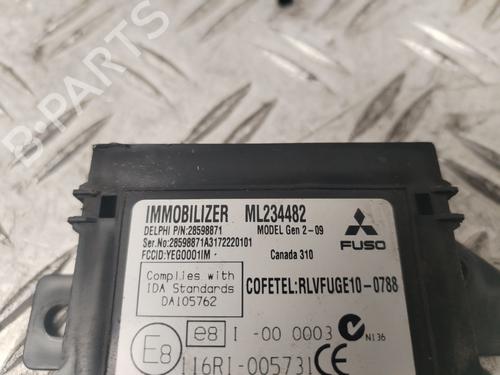 IMMOBILIZER ML234482
DELPHI P/N:28598871 MODEL Gen 2-09
Ser.No:28598871A3172220101
FUSO
FCCID:YEG0001IM Canada 310
Complies with
IDA Standards
DA105762
COFETEL:RLVFUGE10-0788
E8
e8 I -00 0003
N136
116RI-005731 CE
B-PARTS